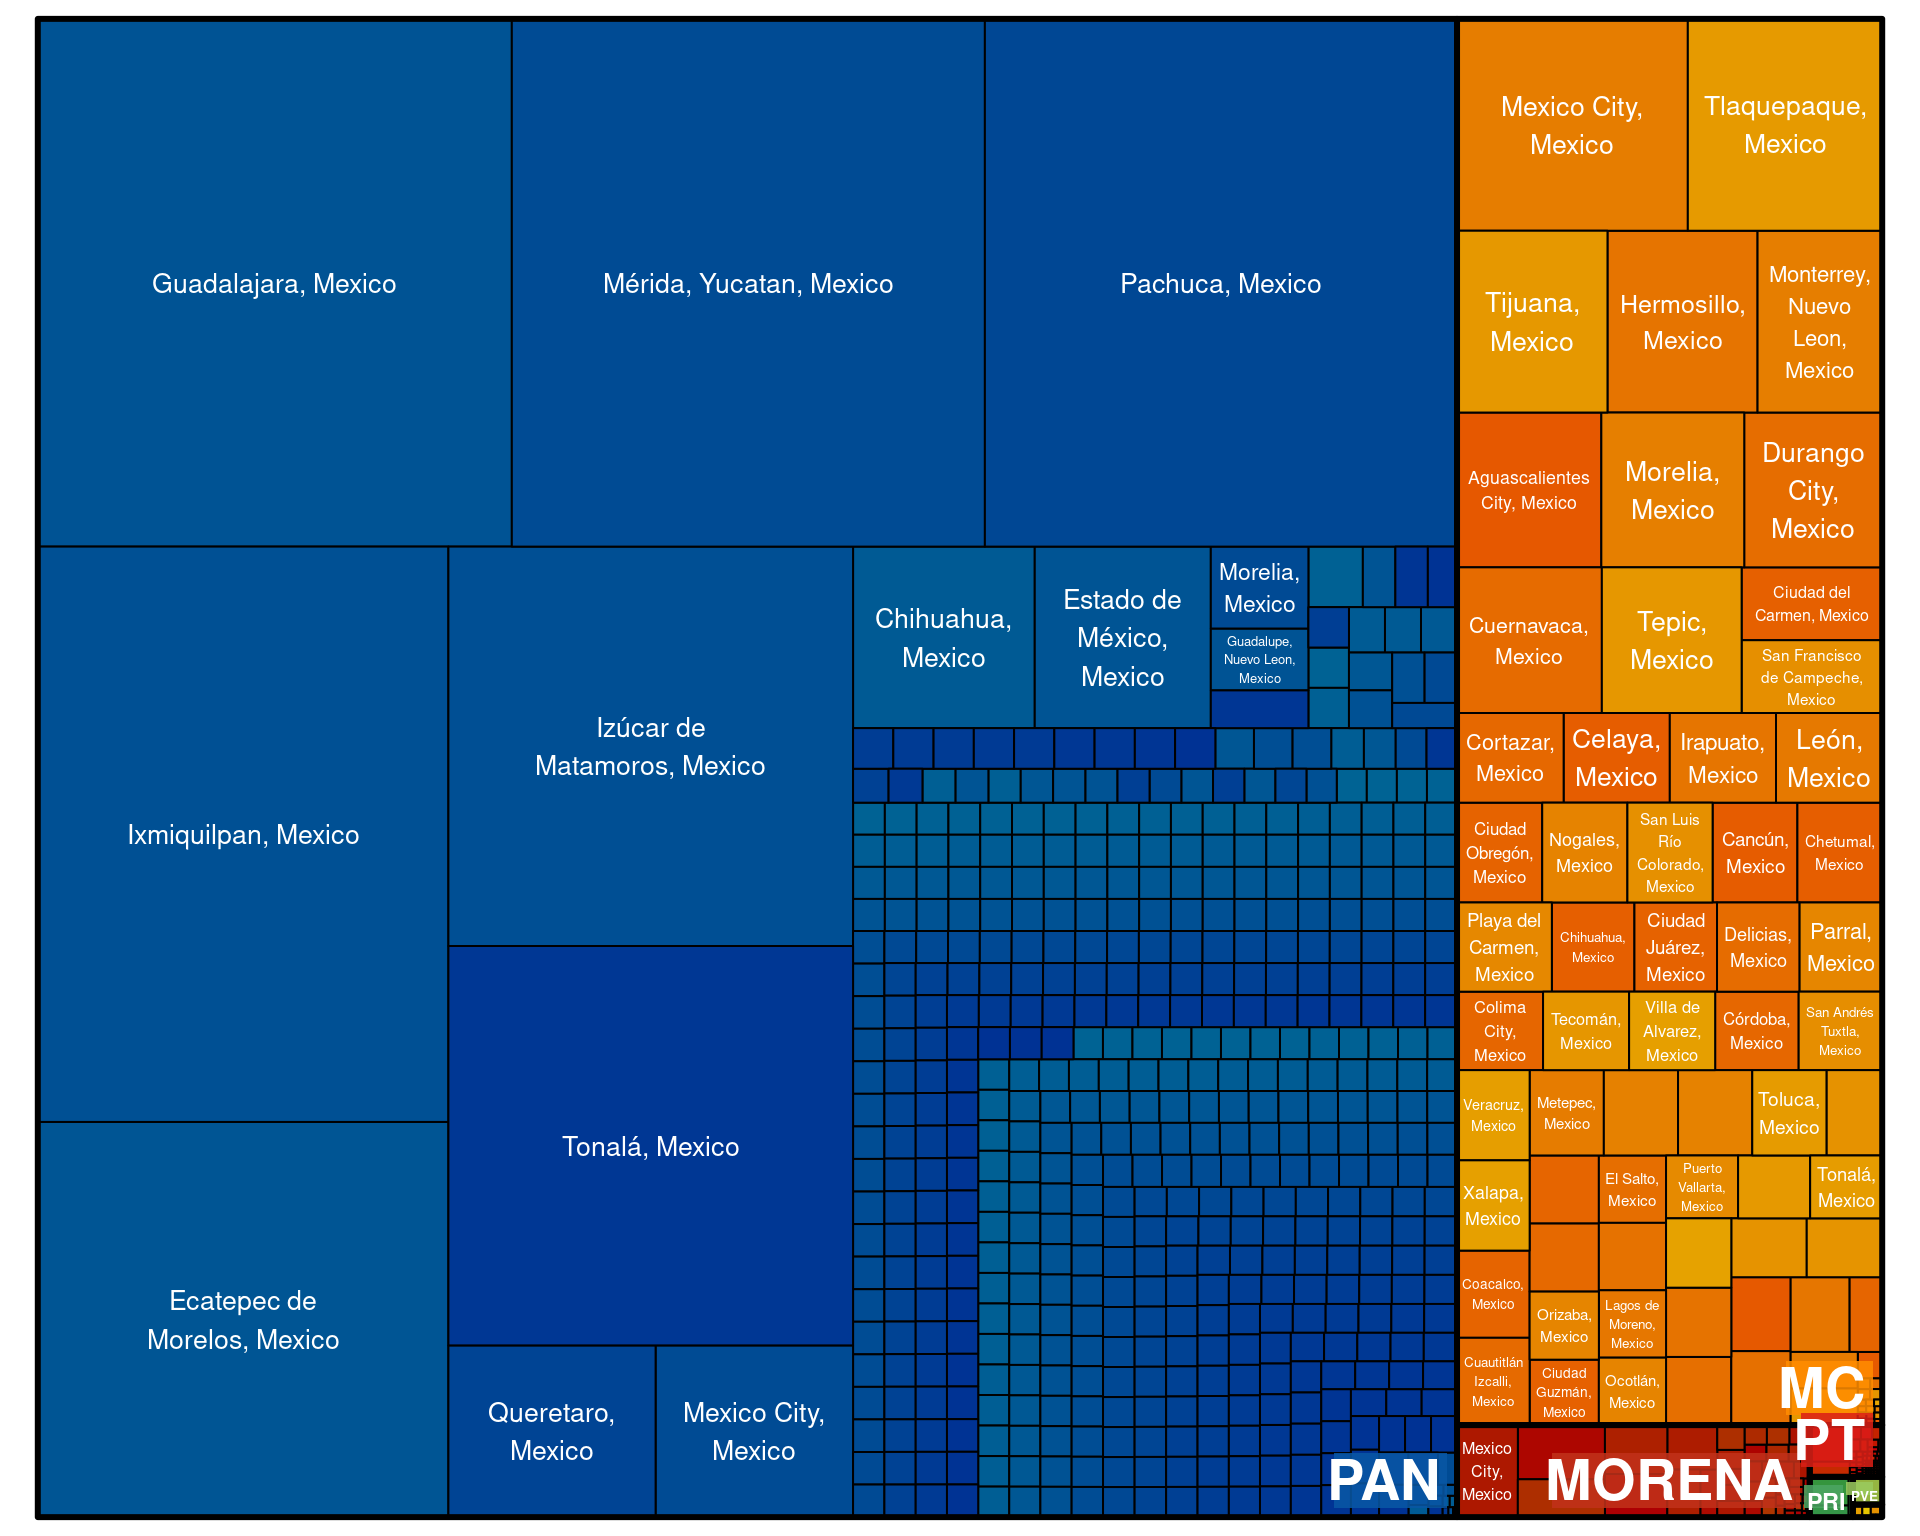 Guadalajara, Mexico
Mérida, Yucatan, Mexico
Pachuca, Mexico
Ixmiquilpan, Mexico
Ecatepec de
Morelos, Mexico
Izúcar de
Matamoros, Mexico
Tonalá, Mexico
Queretaro,
Mexico
Mexico City,
Mexico
Chihuahua,
Mexico
Estado de
México,
Mexico
Morelia,
Mexico
Guadalupe,
Nuevo Leon,
Mexico
PAN
Mexico City,
Mexico
Tlaquepaque,
Mexico
Tijuana,
Mexico
Hermosillo,
Mexico
Monterrey,
Nuevo
Leon,
Mexico
Aguascalientes
City, Mexico
Morelia,
Mexico
Durango
City,
Mexico
Cuernavaca,
Mexico
Tepic,
Mexico
Ciudad del
Carmen, Mexico
San Francisco
de Campeche,
Mexico
Cortazar,
Mexico
Celaya,
Mexico
Irapuato,
Mexico
León,
Mexico
Ciudad
Obregón,
Mexico
Nogales,
Mexico
San Luis
Río
Colorado,
Mexico
Cancún,
Mexico
Chetumal,
Mexico
Playa del
Carmen,
Mexico
Chihuahua,
Mexico
Ciudad
Juárez,
Mexico
Delicias,
Mexico
Parral,
Mexico
Colima
City,
Mexico
Tecomán,
Mexico
Villa de
Alvarez,
Mexico
Córdoba,
Mexico
San Andrés
Tuxtla,
Mexico
Veracruz,
Mexico
Metepec,
Mexico
Toluca,
Mexico
Xalapa,
Mexico
El Salto,
Mexico
Puerto
Vallarta,
Mexico
Tonalá,
Mexico
Coacalco,
Mexico
Orizaba,
Mexico
Lagos de
Moreno,
Mexico
Cuautitlán
Izcalli,
Mexico
Ciudad
Guzmán,
Mexico
Ocotlán,
Mexico
MC
PT
Mexico
City,
Mexico
MORENA
PRI
PVE